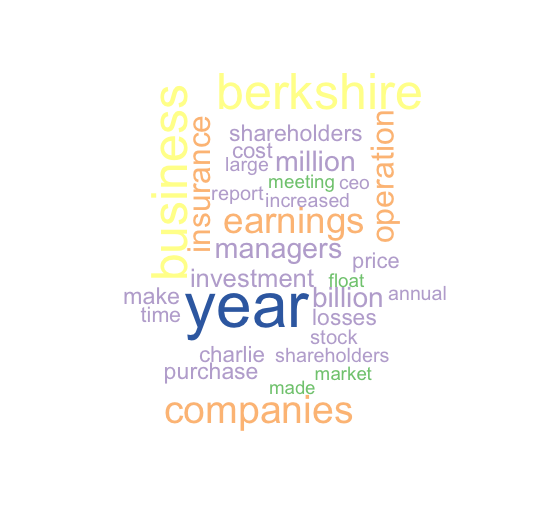 berkshire
business
insurance
operation
shareholders
cost
large
million
meeting
ceo
report
increased
earnings
managers
price
investment
float
make
year
billion
annual
time
losses
stock
charlie
shareholders
purchase
market
made
companies